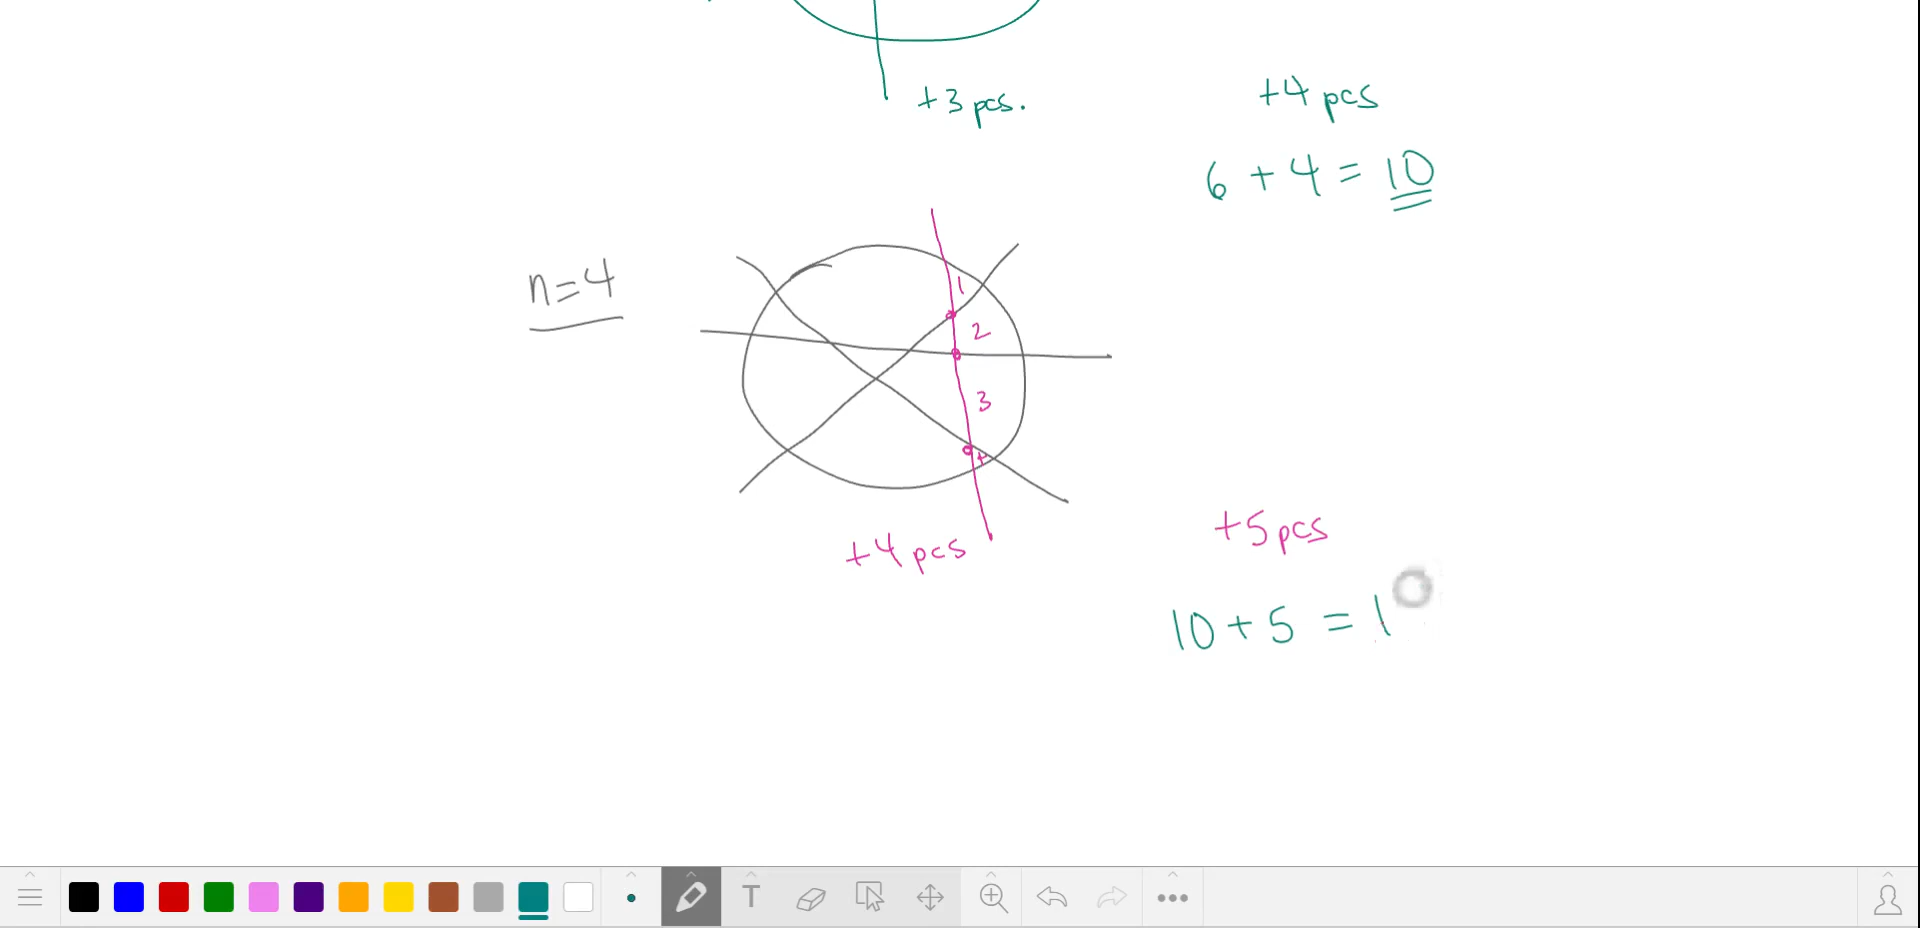 +3 pcs.
+4 pcs
6 + 4 = 10
n=4
1
2
3
4
+4 pcs
+5 pcs
10 + 5 = 1
T